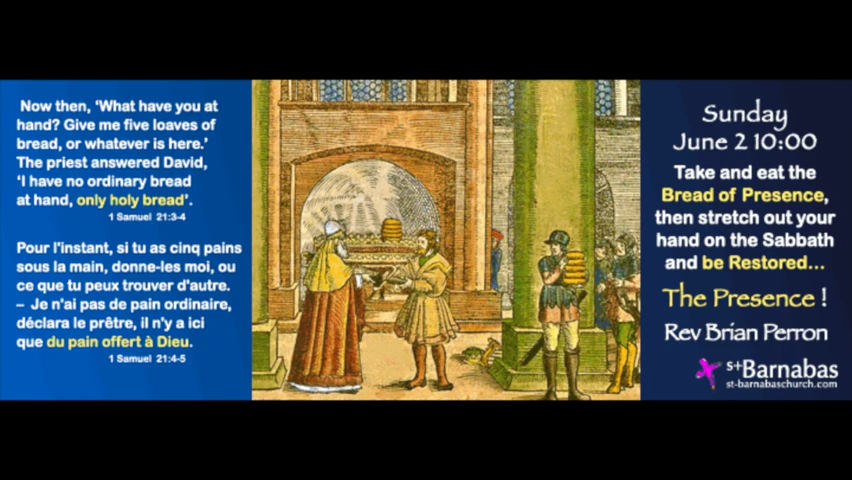 Now then, ‘What have you at
hand? Give me five loaves of
bread, or whatever is here.’
The priest answered David,
‘I have no ordinary bread
at hand, only holy bread’.
1 Samuel 21:3-4
Pour l'instant, si tu as cinq pains
sous la main, donne-les moi, ou
ce que tu peux trouver d'autre.
– Je n'ai pas de pain ordinaire,
déclara le prêtre, il n'y a ici
que du pain offert à Dieu.
1 Samuel 21:4-5
Sunday
June 2 10:00
Take and eat the
Bread of Presence,
then stretch out your
hand on the Sabbath
and be Restored...
The Presence !
Rev Brian Perron
st Barnabas
st-barnabaschurch.com